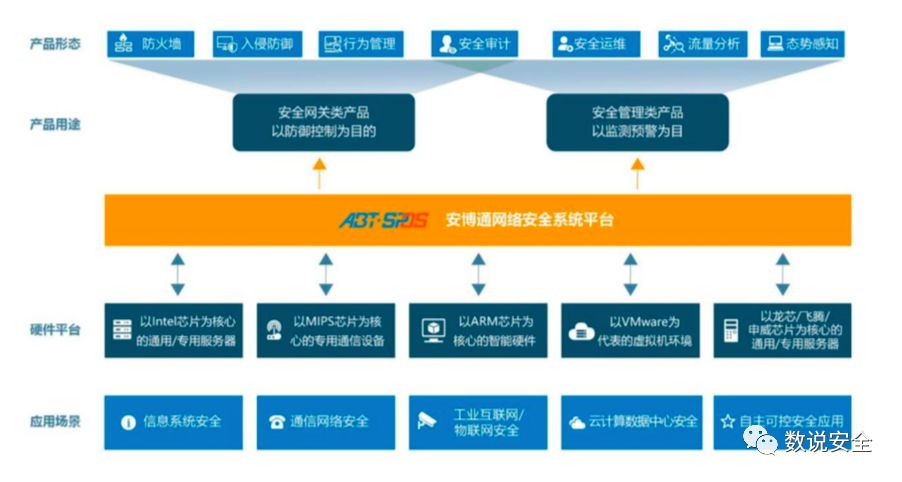 产品形态
防火墙
入侵防御
行为管理
安全审计
安全运维
流量分析
态势感知
产品用途
安全网关类产品
以防御控制为目的
安全管理类产品
以监测预警为目
ABT·SPOS 安博通网络安全系统平台
硬件平台
以Intel芯片为核心
的通用/专用服务器
以MIPS芯片为核
心的专用通信设备
以ARM芯片为
核心的智能硬件
以VMware为
代表的虚拟机环境
以龙芯/飞腾/
申威芯片为核心的
通用/专用服务器
应用场景
信息系统安全
通信网络安全
工业互联网/
物联网安全
云计算数据中心安全
自主可控安全应用
数说安全